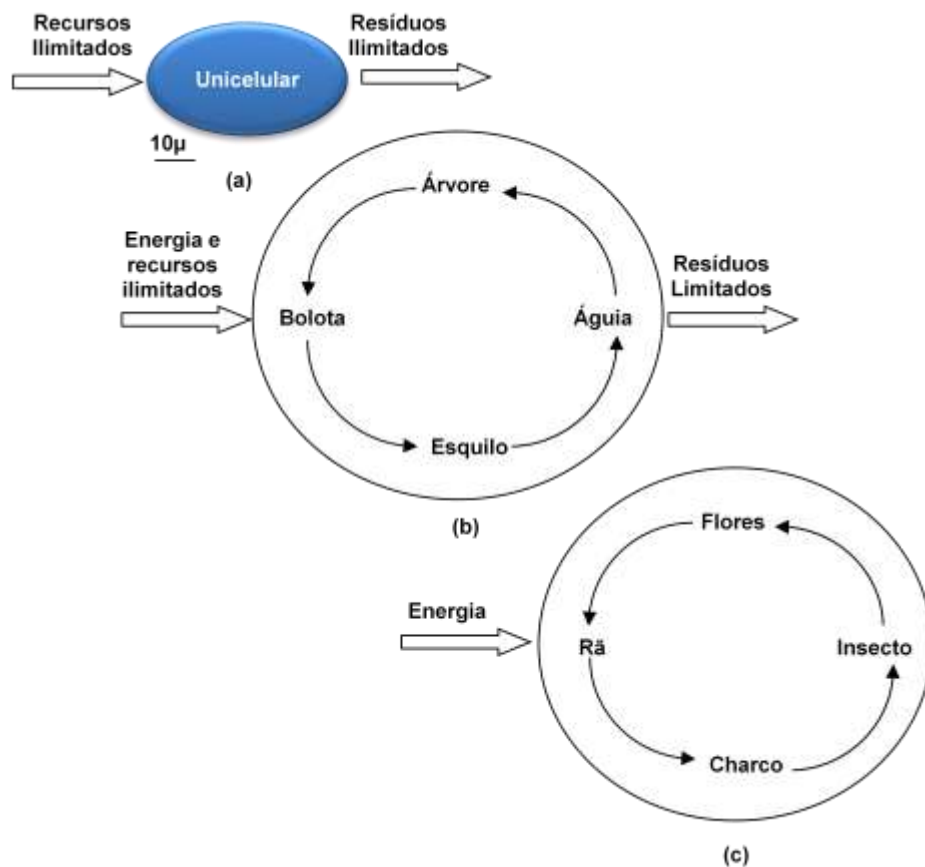 Recursos
Ilimitados
Resíduos
Ilimitados
Unicelular
10µ
(a)
Árvore
Energia e
recursos
ilimitados
Resíduos
Limitados
Bolota
Águia
Esquilo
(b)
Flores
Energia
Rã
Insecto
Charco
(c)